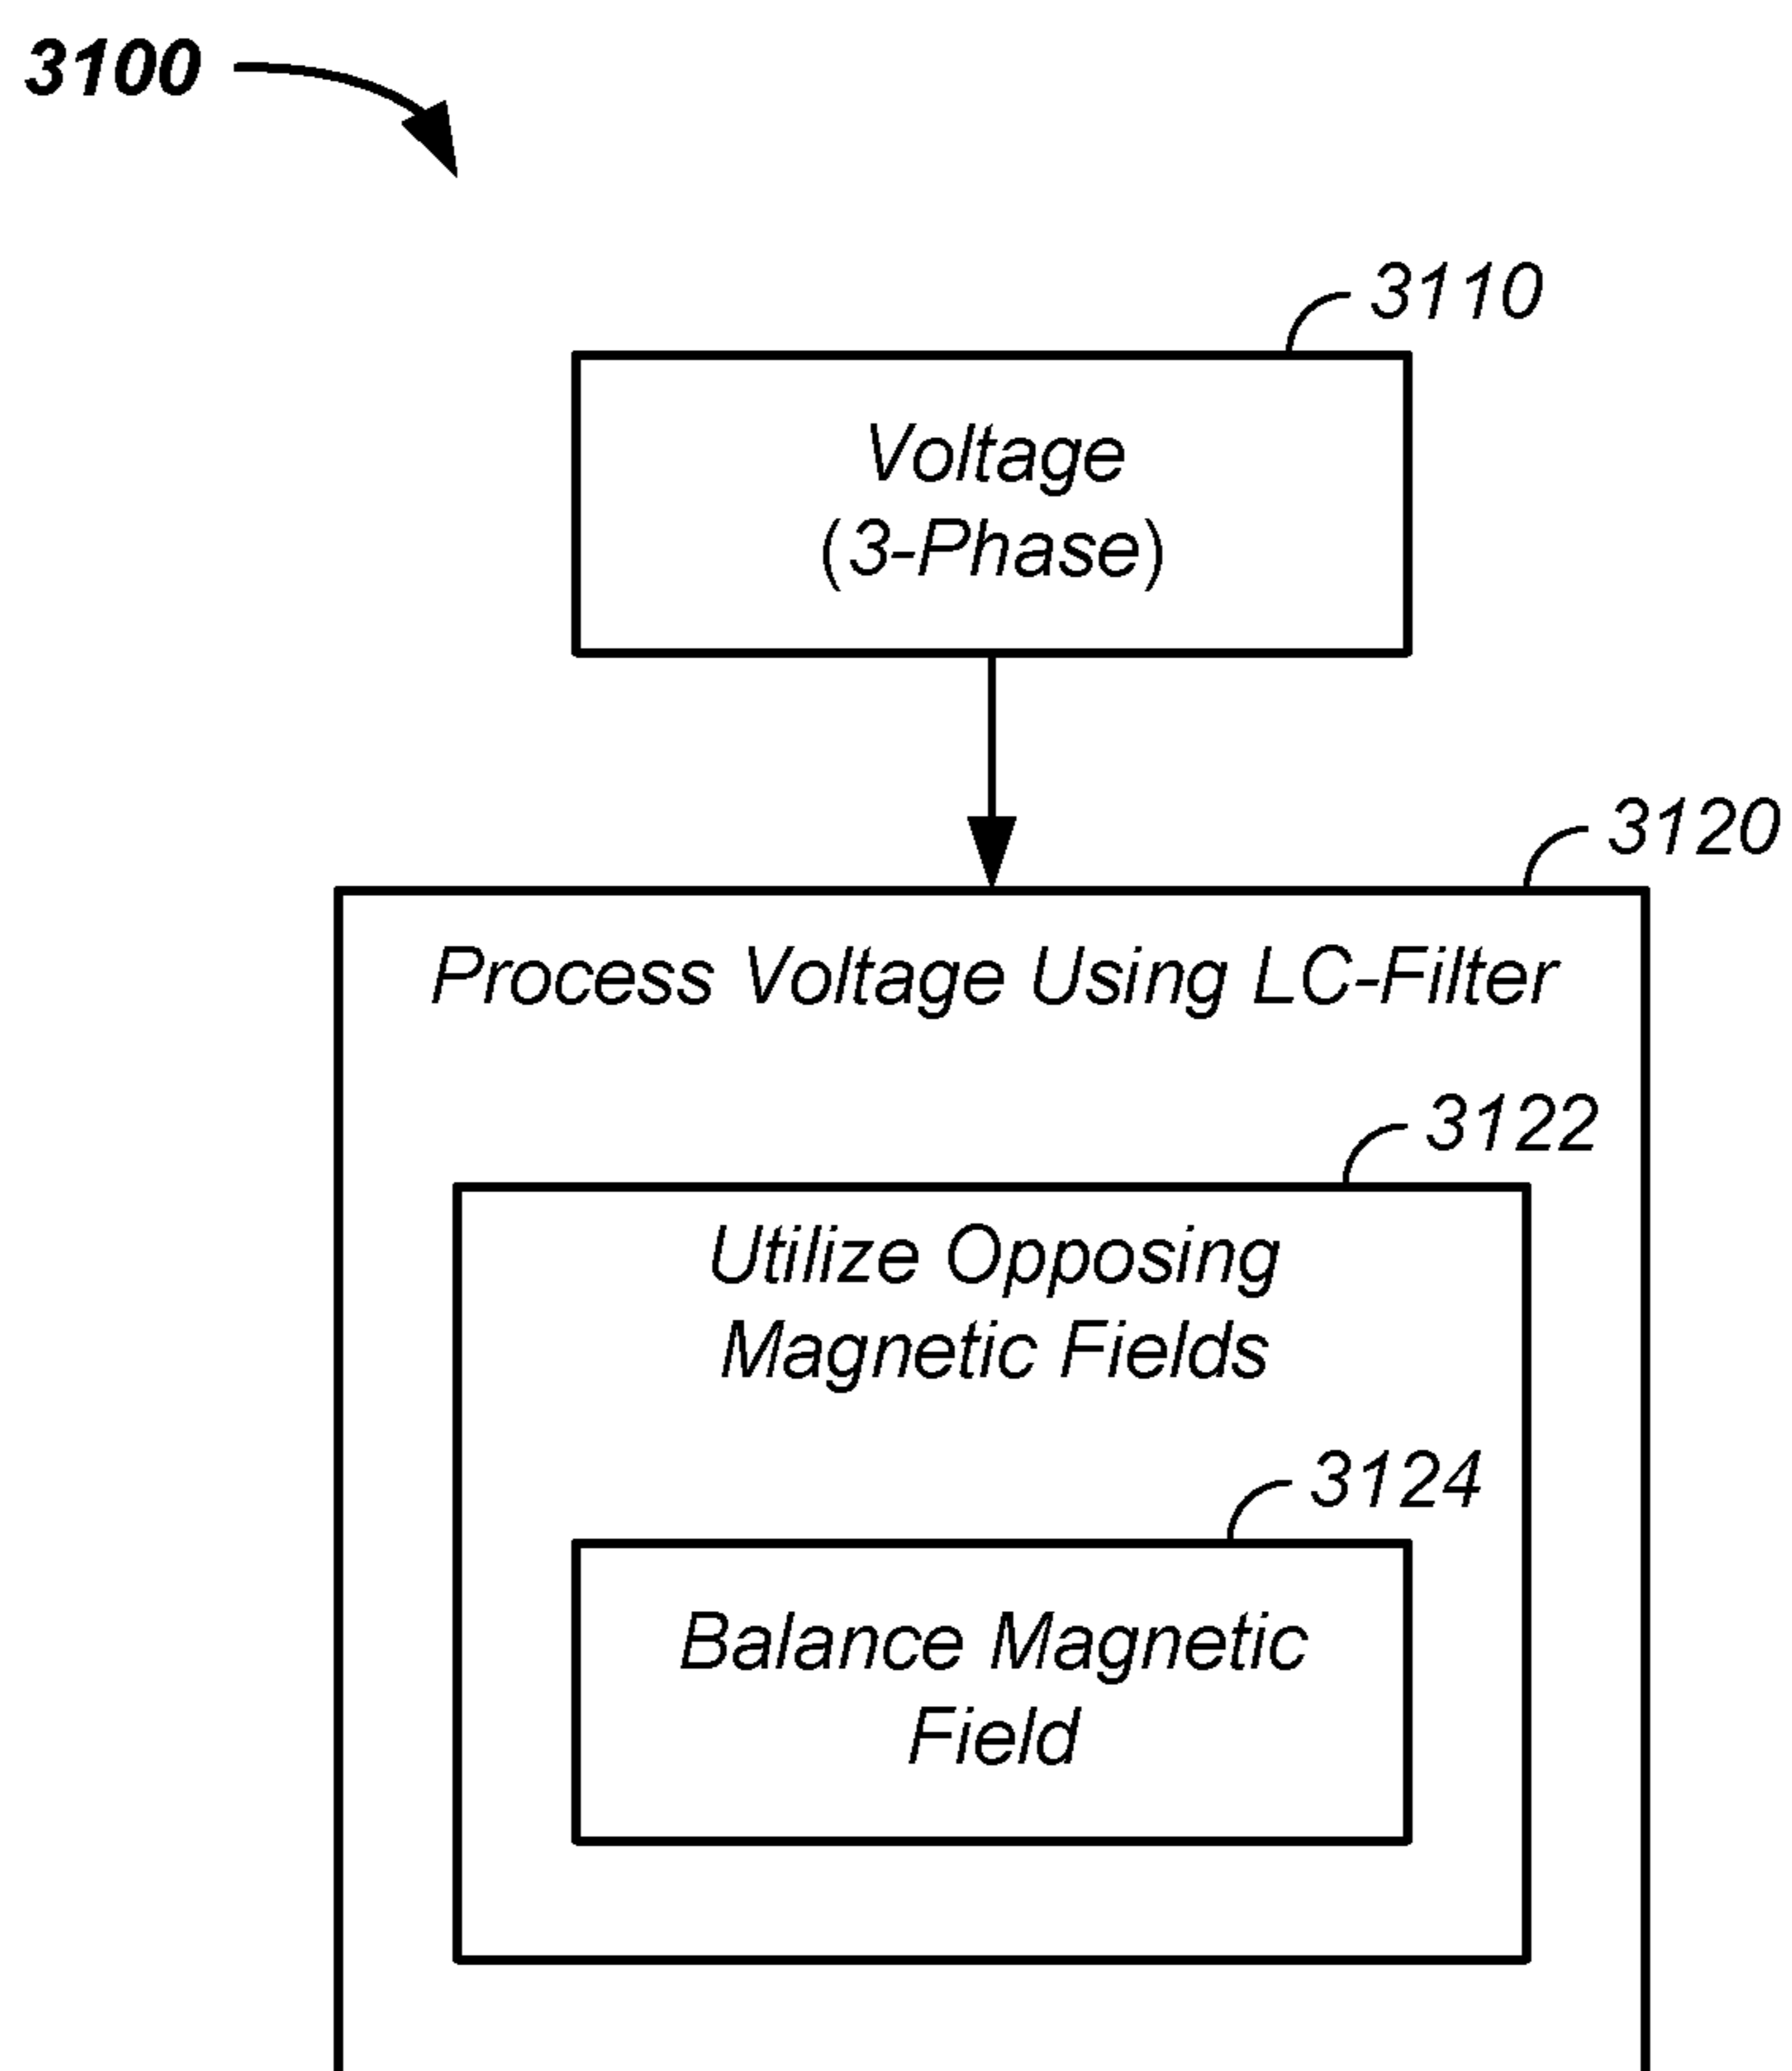 3100
3110
Voltage
(3-Phase)
3120
Process Voltage Using LC-Filter
3122
Utilize Opposing
Magnetic Fields
3124
Balance Magnetic
Field